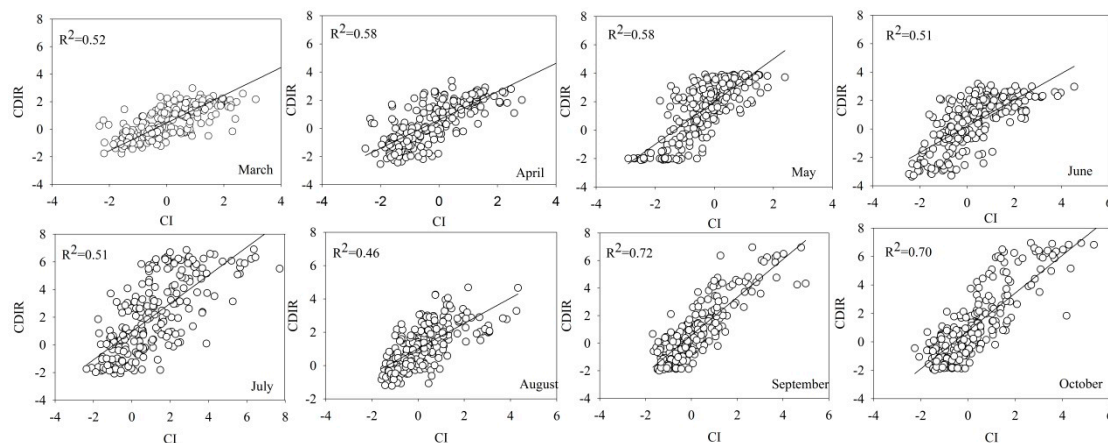 8
6
4
2
0
-2
-4
CDIR
R²=0.52
March
-4 -2 0 2 4
CI
8
6
4
2
0
-2
-4
CDIR
R²=0.58
April
-4 -2 0 2 4
CI
8
6
4
2
0
-2
-4
CDIR
R²=0.58
May
-4 -2 0 2 4
CI
8
6
4
2
0
-2
-4
CDIR
R²=0.51
June
-4 -2 0 2 4 6
CI
8
6
4
2
0
-2
-4
CDIR
R²=0.51
July
-4 -2 0 2 4 6 8
CI
8
6
4
2
0
-2
-4
CDIR
R²=0.46
August
-4 -2 0 2 4 6
CI
8
6
4
2
0
-2
-4
CDIR
R²=0.72
September
-4 -2 0 2 4 6
CI
8
6
4
2
0
-2
-4
CDIR
R²=0.70
October
-4 -2 0 2 4 6
CI